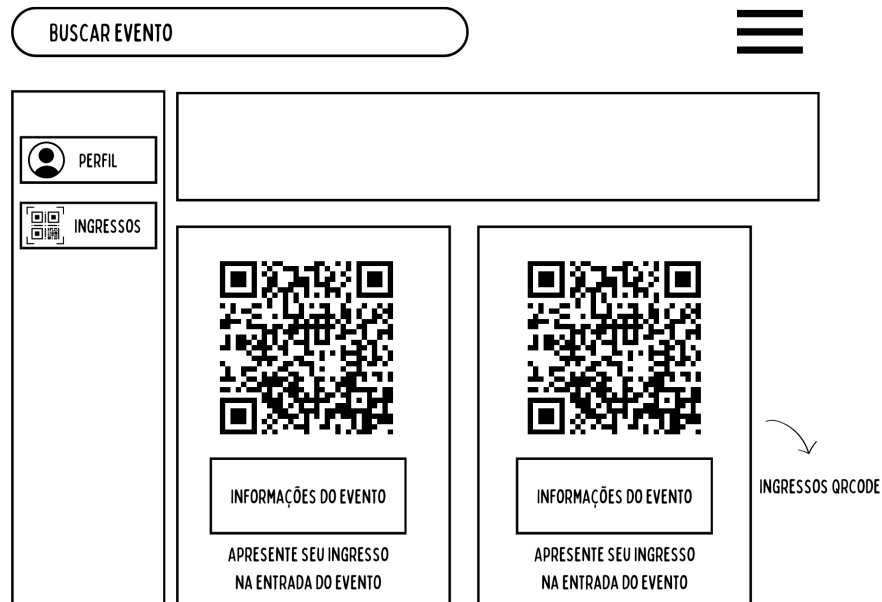 BUSCAR EVENTO
PERFIL
INGRESSOS
INFORMAÇÕES DO EVENTO
APRESENTE SEU INGRESSO
NA ENTRADA DO EVENTO
INFORMAÇÕES DO EVENTO
APRESENTE SEU INGRESSO
NA ENTRADA DO EVENTO
INGRESSOS QRCODE